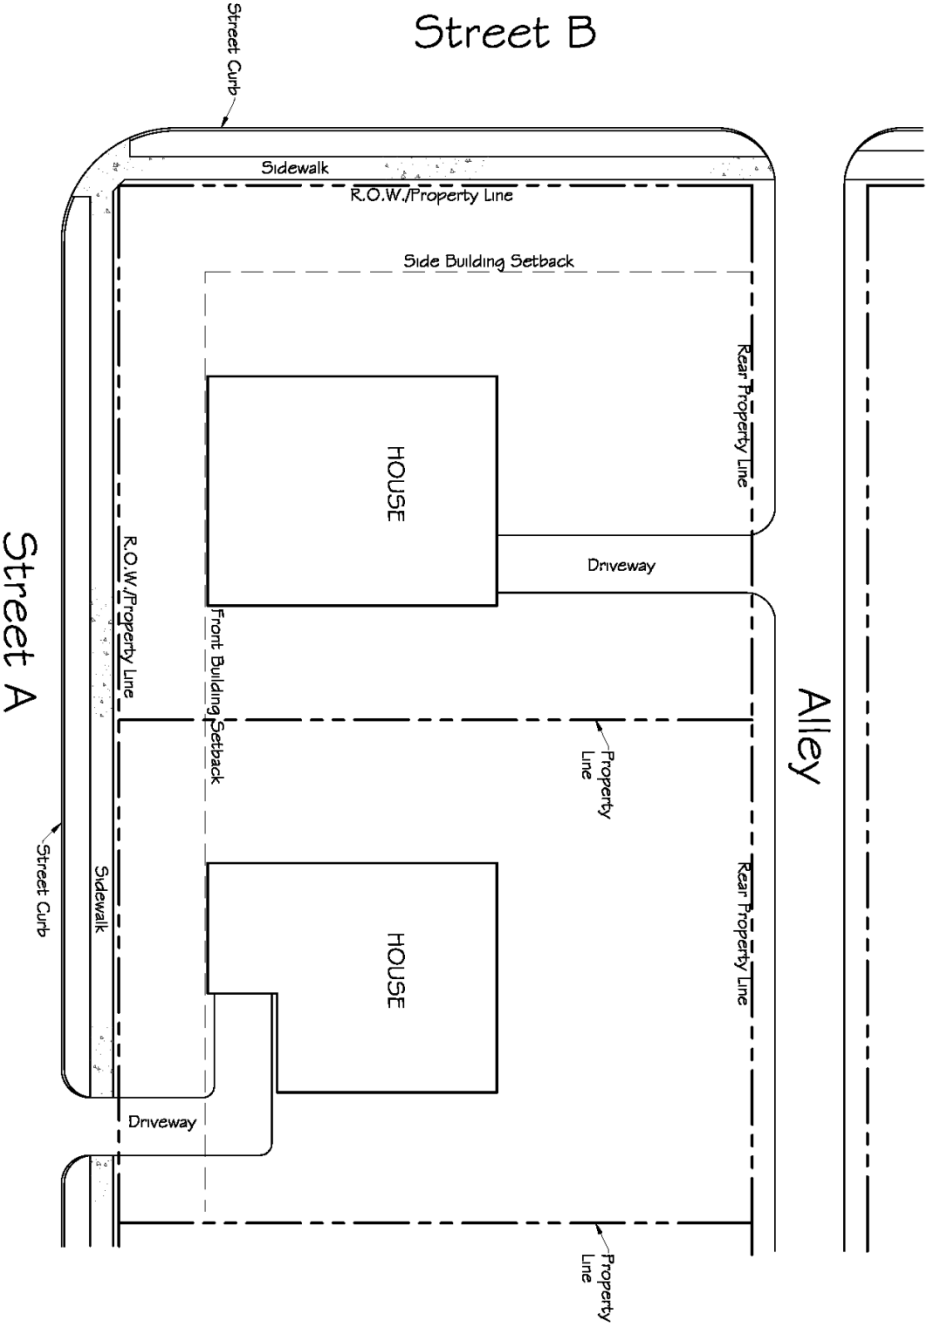 Street B
Street Curb
Sidewalk
R.O.W./Property Line
Side Building Setback
Rear Property Line
HOUSE
Driveway
R.O.W./Property Line
Front Building Setback
Street A
Alley
Property
Line
Street Curb
Sidewalk
HOUSE
Rear Property Line
Driveway
Property
Line